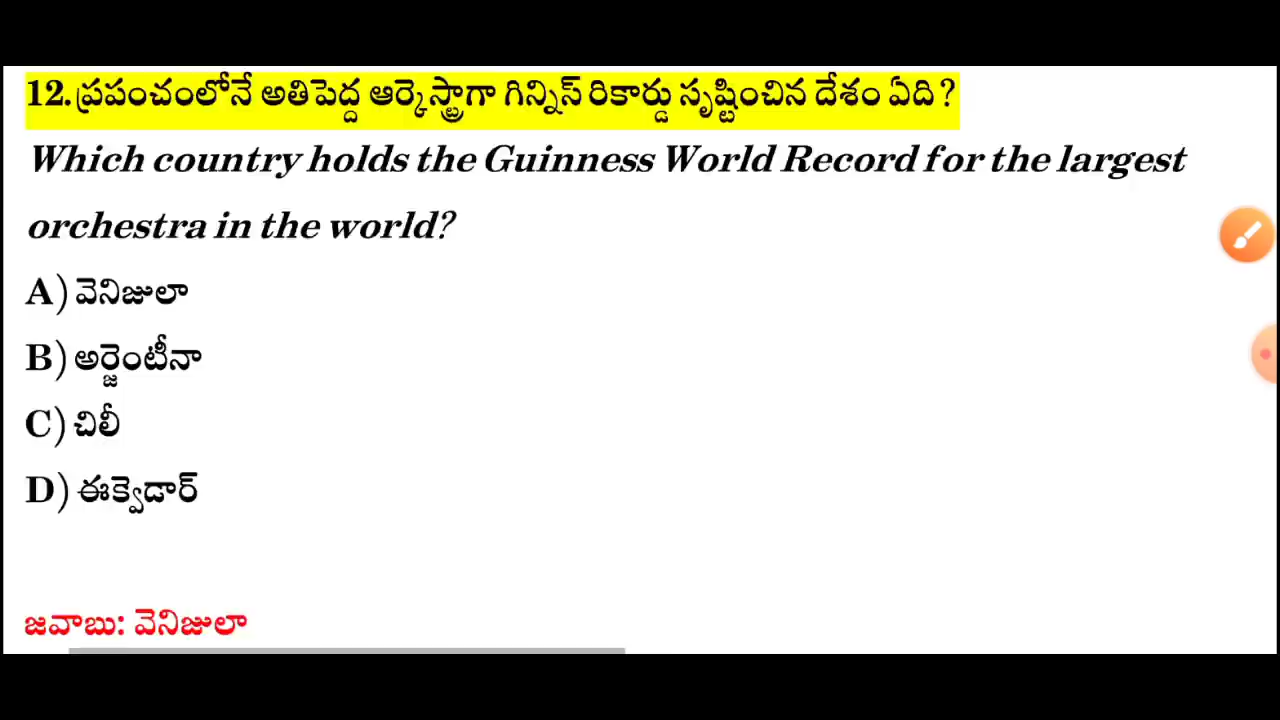 12. ప్రపంచంలోనే అతిపెద్ద ఆర్కెస్ట్రాగా గిన్నిస్ రికార్డు సృష్టించిన దేశం ఏది?
Which country holds the Guinness World Record for the largest
orchestra in the world?
A) వెనిజులా
B) అర్జెంటీనా
C) చిలీ
D) ఈక్వెడార్
జవాబు: వెనిజులా